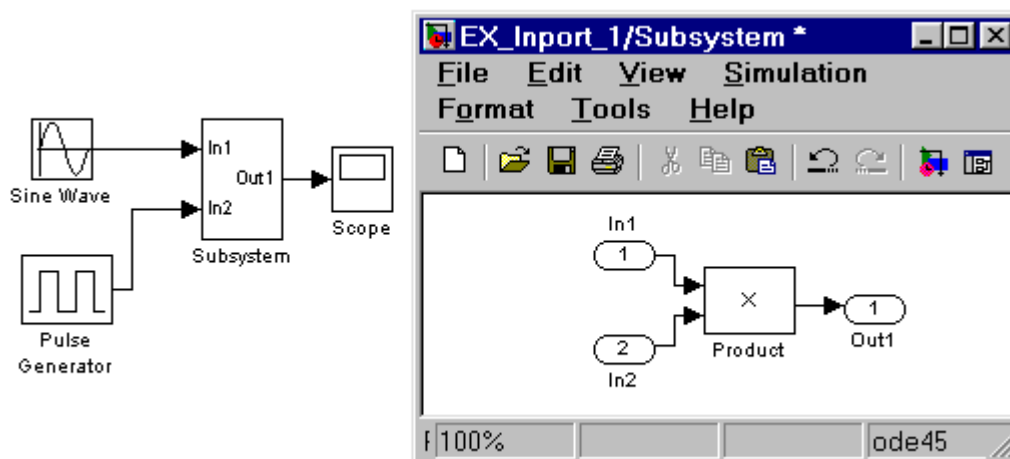 In1
Out1
In2
Sine Wave
Subsystem
Scope
Pulse
Generator
EX_Inport_1/Subsystem *
File Edit View Simulation
Format Tools Help
In1
1
×
1
2
Product
Out1
In2
100%
ode45